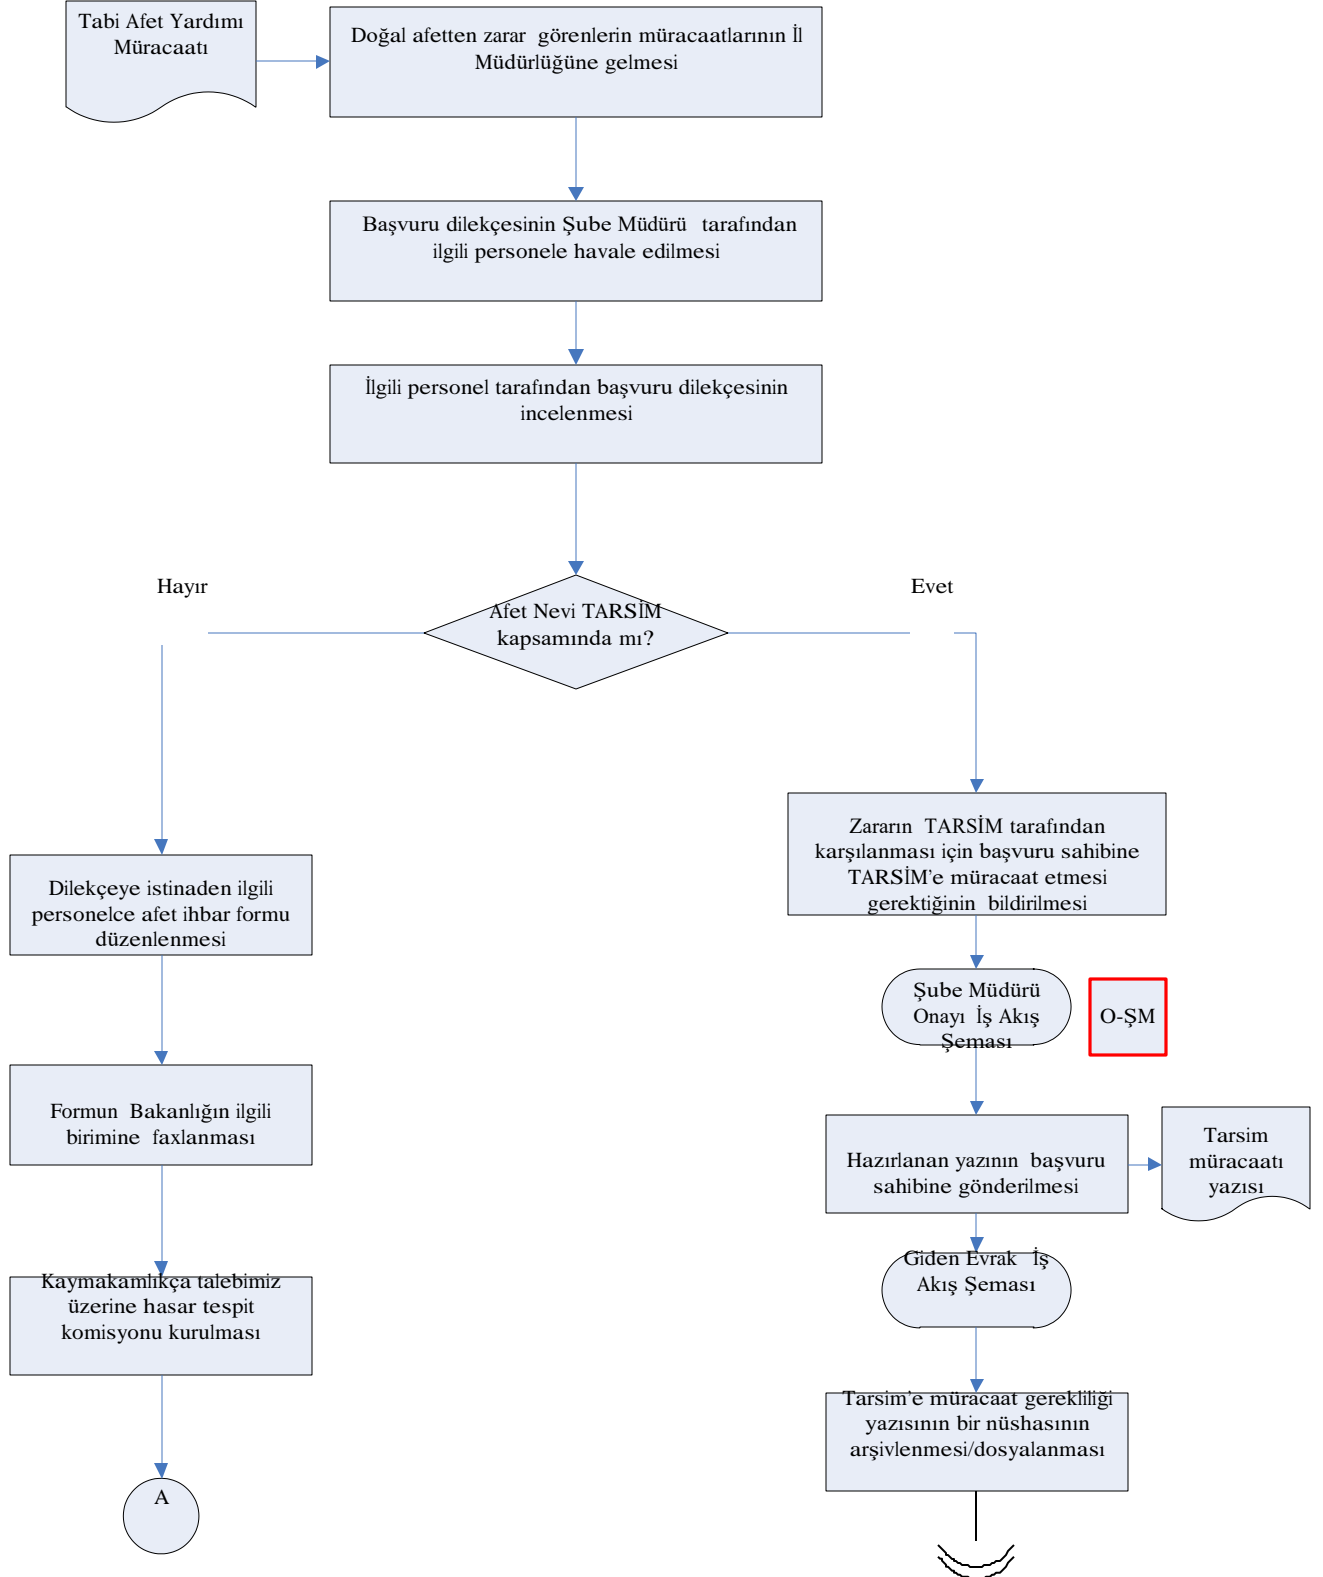 Tabi Afet Yardımı
Müracaatı
Doğal afetten zarar görenlerin müracaatlarının İl
Müdürlüğüne gelmesi
Başvuru dilekçesinin Şube Müdürü tarafından
ilgili personele havale edilmesi
İlgili personel tarafından başvuru dilekçesinin
incelenmesi
Hayır
Evet
Afet Nevi TARSİM
kapsamında mı?
Zararın TARSİM tarafından
karşılanması için başvuru sahibine
TARSİM'e müracaat etmesi
gerektiğinin bildirilmesi
Dilekçeye istinaden ilgili
personelce afet ihbar formu
düzenlenmesi
Şube Müdürü
Onayı İş Akış
Şeması
O-ŞM
Formun Bakanlığın ilgili
birimine faxlanması
Hazırlanan yazının başvuru
sahibine gönderilmesi
Tarsim
müracaatı
yazısı
Kaymakamlıkça talebimiz
üzerine hasar tespit
komisyonu kurulması
Giden Evrak İş
Akış Şeması
Tarsim'e müracaat gerekliliği
yazısının bir nüshasının
arşivlenmesi/dosyalanması
A